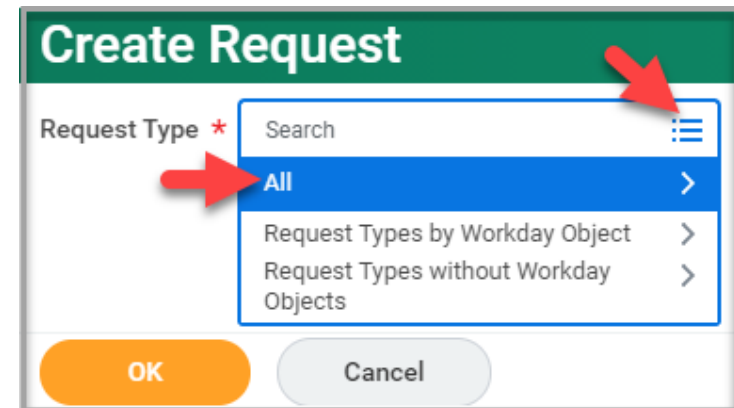 Create Request
Request Type *
Search
All
Request Types by Workday Object
Request Types without Workday
Objects
OK
Cancel